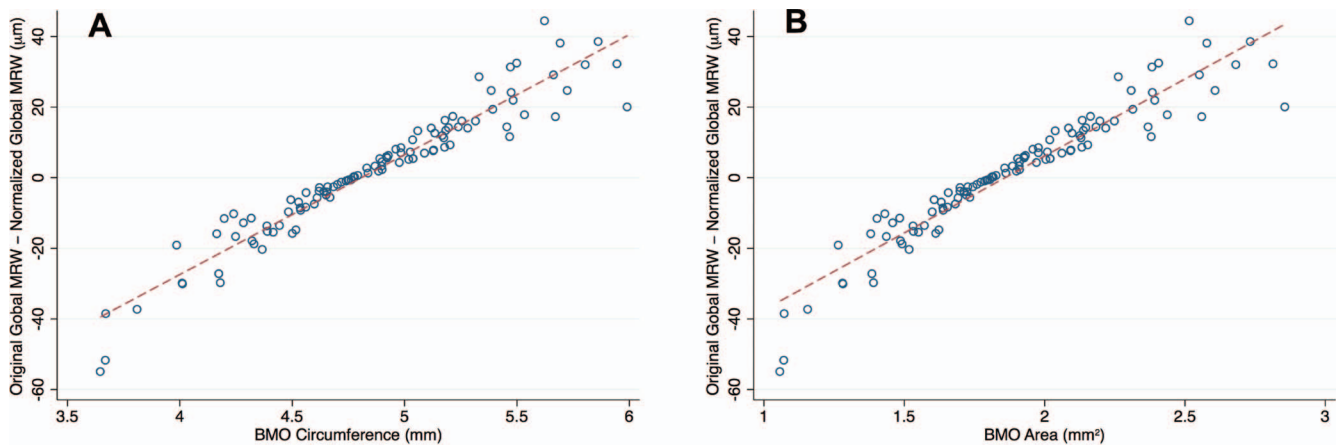 A
Original Gobal MRW – Normalized Global MRW (µm)
40
20
0
-20
-40
-60
3.5 4 4.5 5 5.5 6
BMO Circumference (mm)
B
Original Gobal MRW – Normalized Global MRW (µm)
40
20
0
-20
-40
-60
1 1.5 2 2.5 3
BMO Area (mm²)